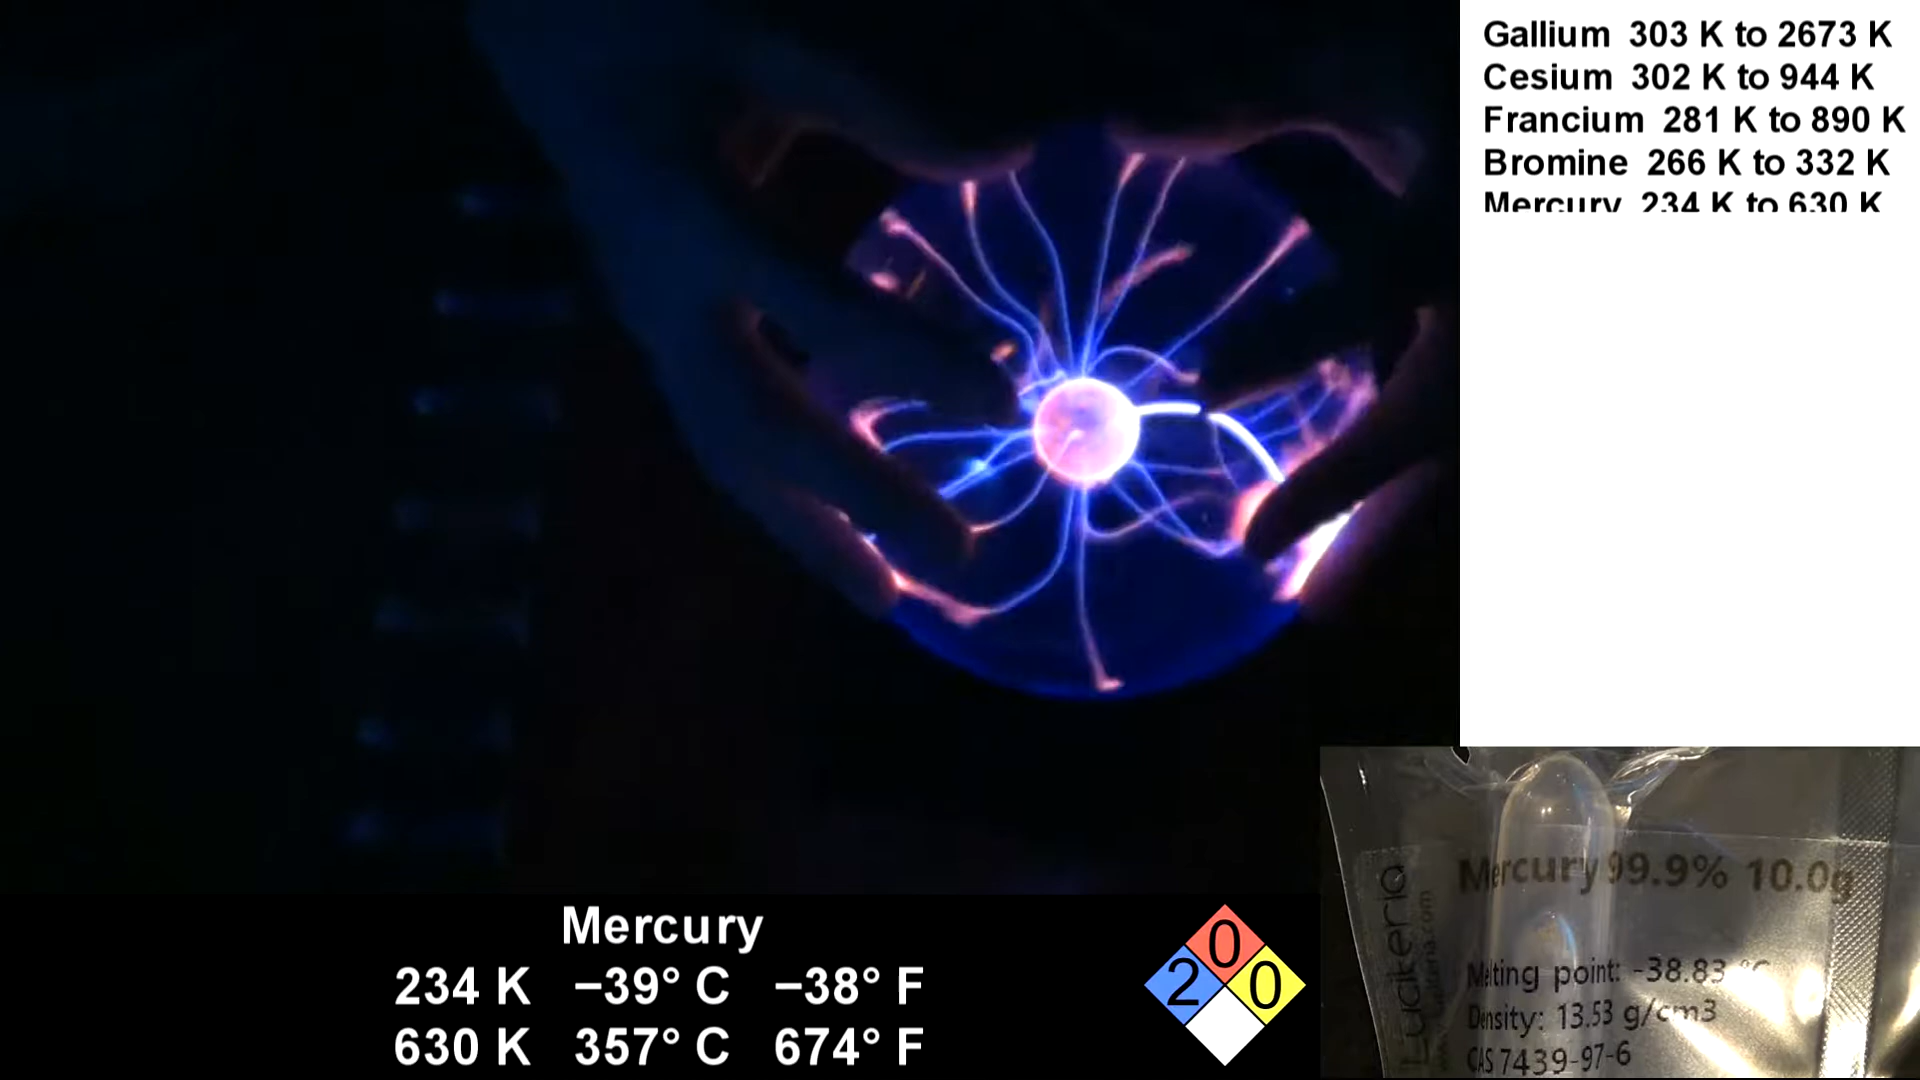 Gallium 303 K to 2673 K
Cesium 302 K to 944 K
Francium 281 K to 890 K
Bromine 266 K to 332 K
Mercury 234 K to 630 K
Mercury
234 K −39° C −38° F
630 K 357° C 674° F
0
2 0
Mercury 99.9% 10.0g
Melting point: -38.83 °C
Density: 13.53 g/cm3
CAS 7439-97-6
Luciteria